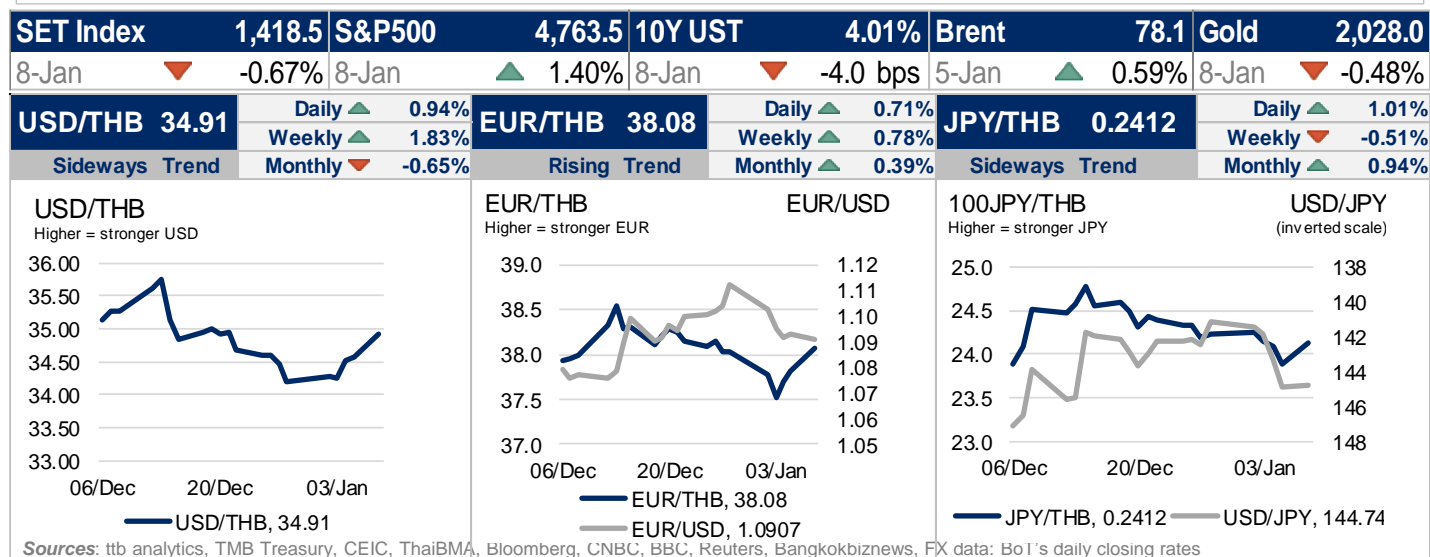 SET Index 1,418.5 S&P500 4,763.5 10Y UST 4.01% Brent 78.1 Gold 2,028.0
8-Jan -0.67% 8-Jan 1.40% 8-Jan -4.0 bps 5-Jan 0.59% 8-Jan -0.48%
USD/THB 34.91
Daily 0.94%
Weekly 1.83%
Sideways Trend
Monthly -0.65%
EUR/THB 38.08
Daily 0.71%
Weekly 0.78%
Rising Trend
Monthly 0.39%
JPY/THB 0.2412
Daily 1.01%
Weekly -0.51%
Sideways Trend
Monthly 0.94%
USD/THB
Higher = stronger USD
36.00
35.50
35.00
34.50
34.00
33.50
33.00
06/Dec 20/Dec 03/Jan
USD/THB, 34.91
EUR/THB EUR/USD
Higher = stronger EUR
39.0 1.12
1.11
38.5 1.10
1.09
38.0 1.08
37.5 1.07
1.06
37.0 1.05
06/Dec 20/Dec 03/Jan
EUR/THB, 38.08
EUR/USD, 1.0907
100JPY/THB USD/JPY
Higher = stronger JPY (inverted scale)
25.0 138
24.5 140
142
24.0 144
23.5 146
23.0 148
06/Dec 20/Dec 03/Jan
JPY/THB, 0.2412 USD/JPY, 144.74
Sources: ttb analytics, TMB Treasury, CEIC, ThaiBMA, Bloomberg, CNBC, BBC, Reuters, Bangkokbiznews, FX data: BoT's daily closing rates